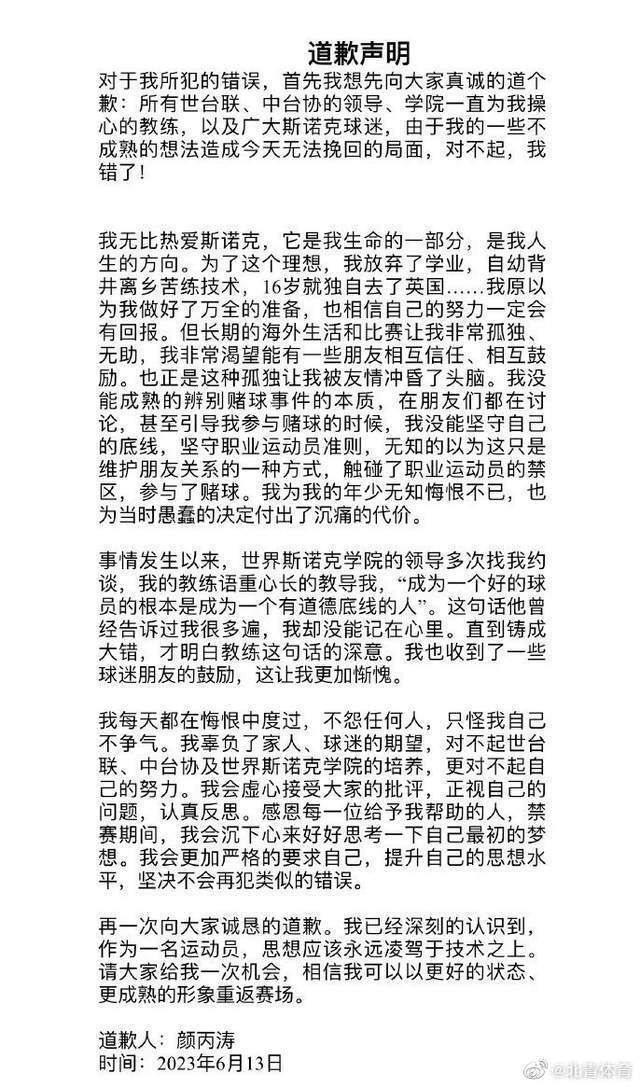 道歉声明
对于我所犯的错误，首先我想先向大家真诚的道个
歉：所有世台联、中台协的领导、学院一直为我操
心的教练，以及广大斯诺克球迷，由于我的一些不
成熟的想法造成今天无法挽回的局面，对不起，我
错了！
我无比热爱斯诺克，它是我生命的一部分，是我人
生的方向。为了这个理想，我放弃了学业，自幼背
井离乡苦练技术，16岁就独自去了英国……我原以
为我做好了万全的准备，也相信自己的努力一定会
有回报。但长期的海外生活和比赛让我非常孤独、
无助，我非常渴望能有一些朋友相互信任、相互鼓
励。也正是这种孤独让我被友情冲昏了头脑。我没
能成熟的辨别赌球事件的本质，在朋友们都在讨
论，甚至引导我参与赌球的时候，我没能坚守自己
的底线，坚守职业运动员准则，无知的以为这只是
维护朋友关系的一种方式，触碰了职业运动员的禁
区，参与了赌球。我为我的年少无知悔恨不已，也
为当时愚蠢的决定付出了沉痛的代价。
事情发生以来，世界斯诺克学院的领导多次找我约
谈，我的教练语重心长的教导我，“成为一个好的球
员的根本是成为一个有道德底线的人”。这句话他曾
经告诉过我很多遍，我却没能记在心里。直到铸成
大错，才明白教练这句话的深意。我也收到了一些
球迷朋友的鼓励，这让我更加惭愧。
我每天都在悔恨中度过，不怨任何人，只怪我自己
不争气。我辜负了家人、球迷的期望，对不起世台
联、中台协及世界斯诺克学院的培养，更对不起自
己的努力。我会虚心接受大家的批评，正视自己的
问题，认真反思。感恩每一位给予我帮助的人，禁
赛期间，我会沉下心来好好思考一下自己最初的梦
想。我会更加严格的要求自己，提升自己的思想水
平，坚决不会再犯类似的错误。
再一次向大家诚恳的道歉。我已经深刻的认识到，
作为一名运动员，思想应该永远凌驾于技术之上。
请大家给我一次机会，相信我可以以更好的状态、
更成熟的形象重返赛场。
道歉人：颜丙涛
时间：2023年6月13日
@北青体育